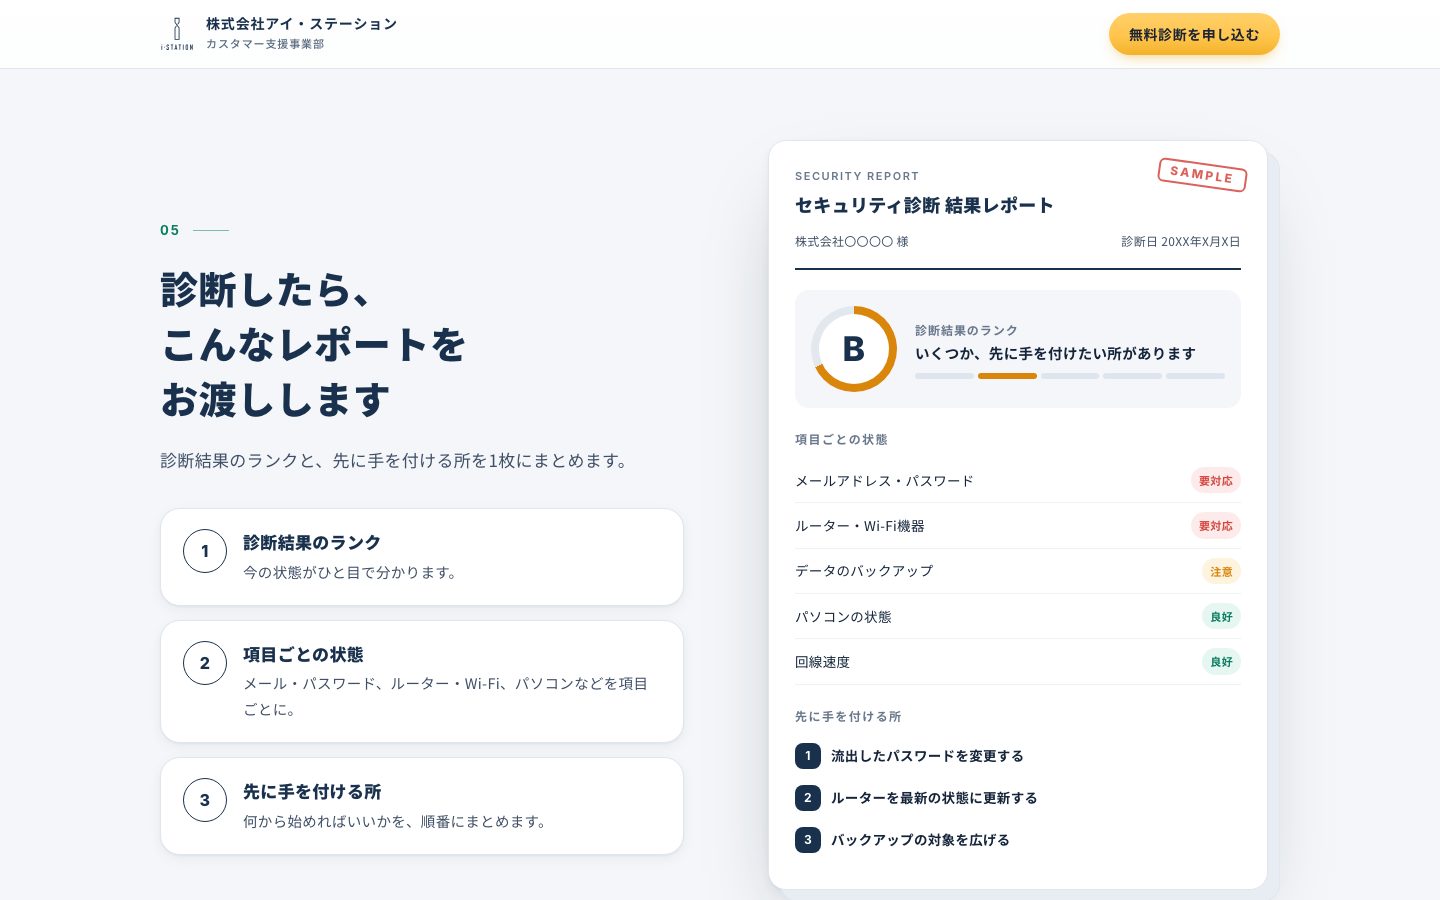 i-STATION
株式会社アイ・ステーション
カスタマー支援事業部
無料診断を申し込む
05
診断したら、
こんなレポートを
お渡しします
診断結果のランクと、先に手を付ける所を1枚にまとめます。
1
診断結果のランク
今の状態がひと目で分かります。
2
項目ごとの状態
メール・パスワード、ルーター・Wi-Fi、パソコンなどを項目
ごとに。
3
先に手を付ける所
何から始めればいいかを、順番にまとめます。
SECURITY REPORT
SAMPLE
セキュリティ診断 結果レポート
株式会社〇〇〇〇 様
診断日 20XX年X月X日
B
診断結果のランク
いくつか、先に手を付けたい所があります
項目ごとの状態
メールアドレス・パスワード
要対応
ルーター・Wi-Fi機器
要対応
データのバックアップ
注意
パソコンの状態
良好
回線速度
良好
先に手を付ける所
1 流出したパスワードを変更する
2 ルーターを最新の状態に更新する
3 バックアップの対象を広げる